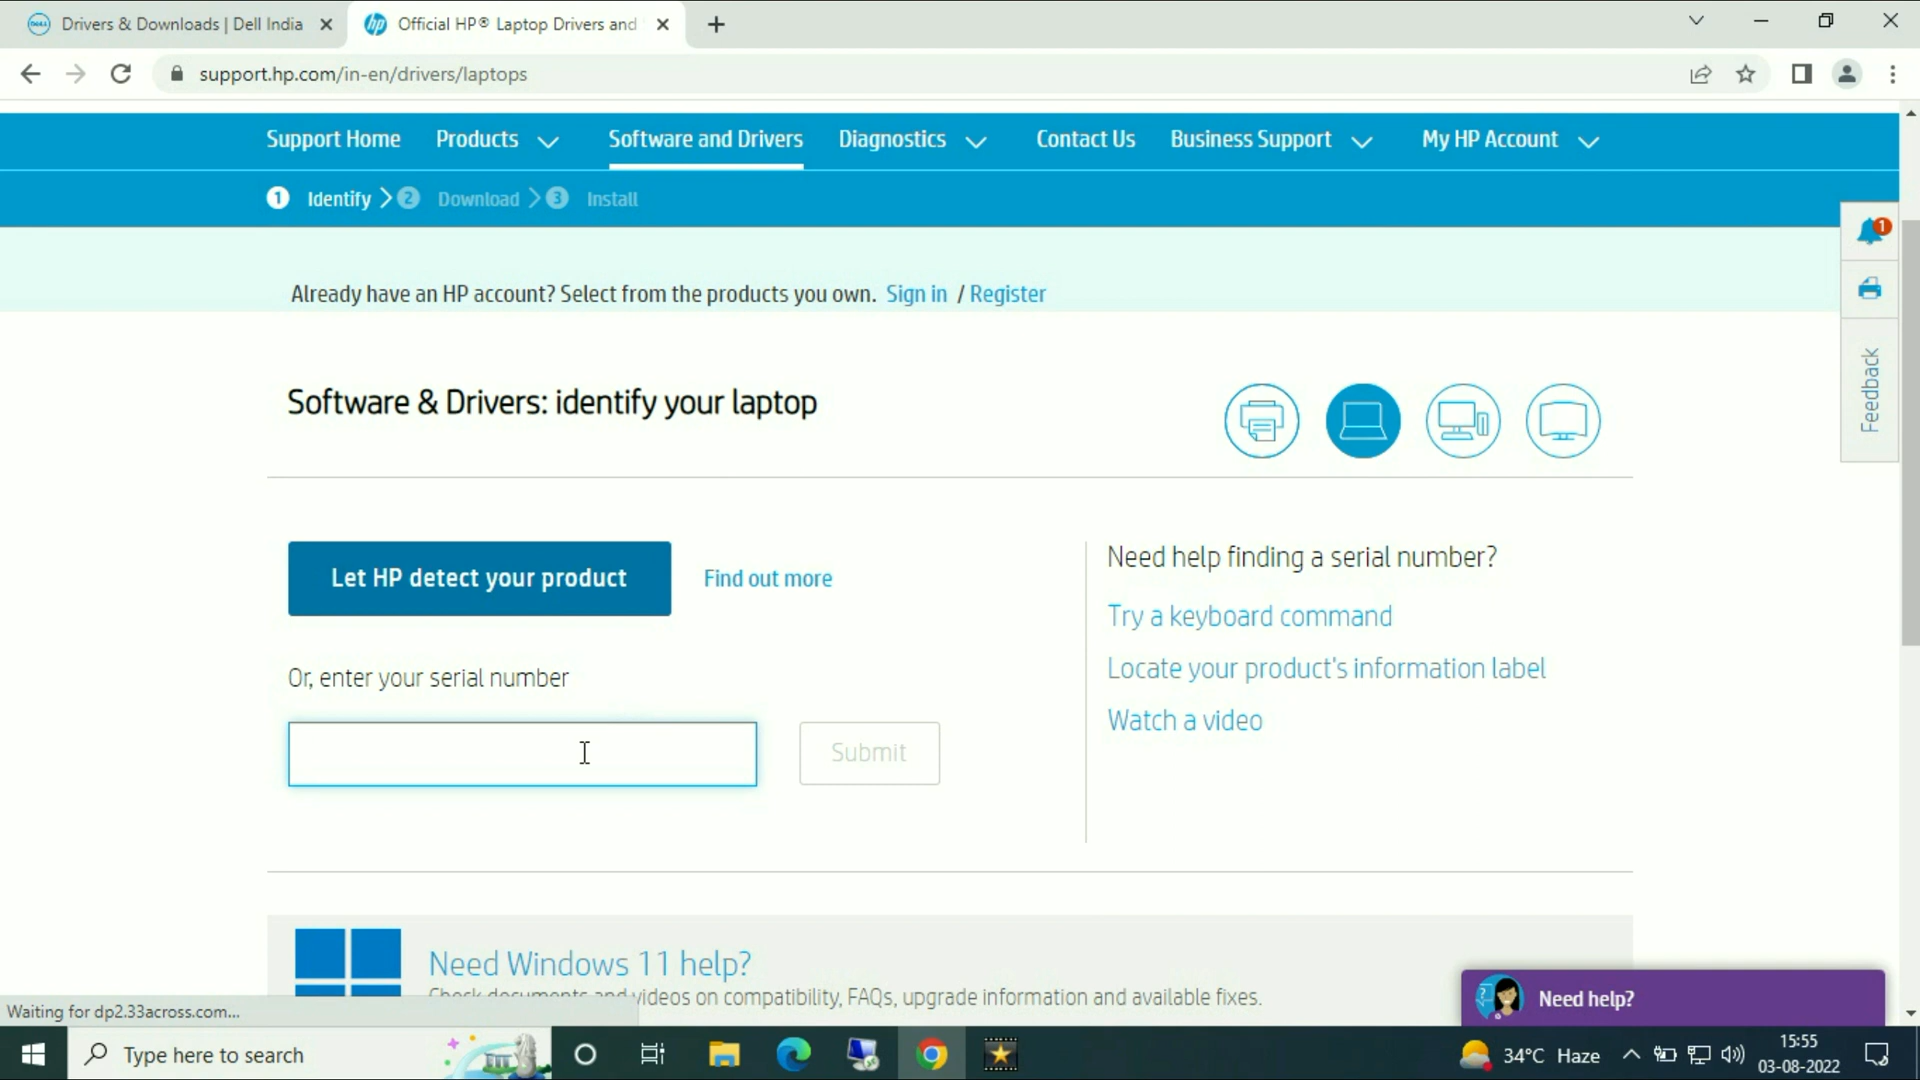 DELL Drivers & Downloads | Dell India
hp Official HP® Laptop Drivers and
support.hp.com/in-en/drivers/laptops
Support Home Products Software and Drivers Diagnostics Contact Us Business Support My HP Account
1 Identify 2 Download 3 Install
1
Already have an HP account? Select from the products you own. Sign in / Register
Feedback
Software & Drivers: identify your laptop
Let HP detect your product Find out more
Need help finding a serial number?
Try a keyboard command
Or, enter your serial number
Locate your product's information label
Watch a video
Submit
Need Windows 11 help?
Check documents and videos on compatibility, FAQs, upgrade information and available fixes.
Need help?
Waiting for dp2.33across.com...
Type here to search
34°C Haze
15:55
03-08-2022